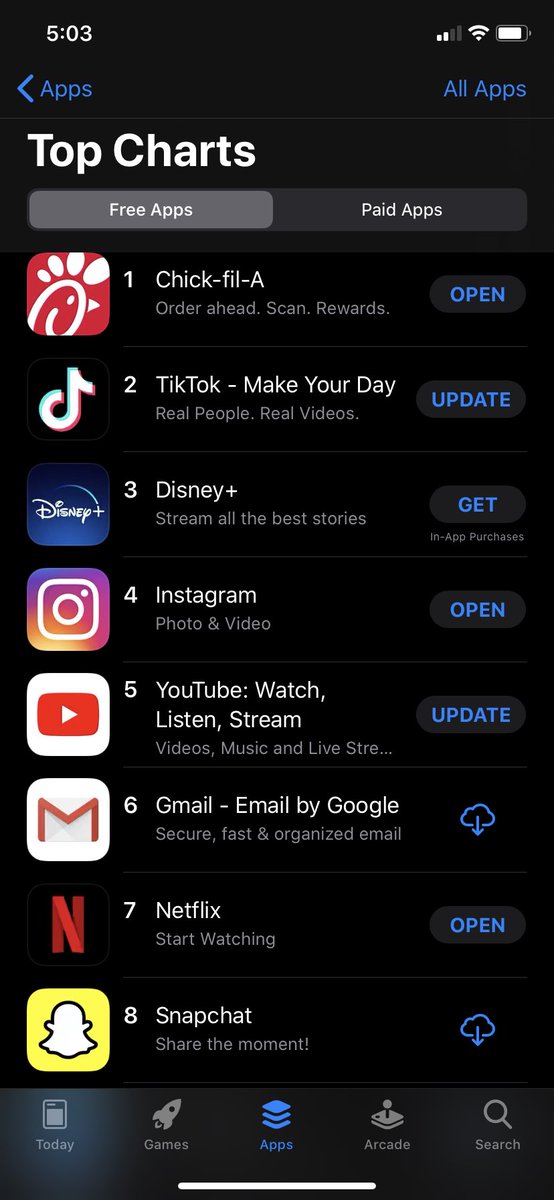 5:03
Apps
All Apps
Top Charts
Free Apps
Paid Apps
1
Chick-fil-A
Order ahead. Scan. Rewards.
OPEN
2
TikTok - Make Your Day
Real People. Real Videos.
UPDATE
Disney+
3
Disney+
Stream all the best stories
GET
In-App Purchases
4
Instagram
Photo & Video
OPEN
5
YouTube: Watch,
Listen, Stream
Videos, Music and Live Stre...
UPDATE
6
Gmail - Email by Google
Secure, fast & organized email
7
Netflix
Start Watching
OPEN
8
Snapchat
Share the moment!
Today
Games
Apps
Arcade
Search